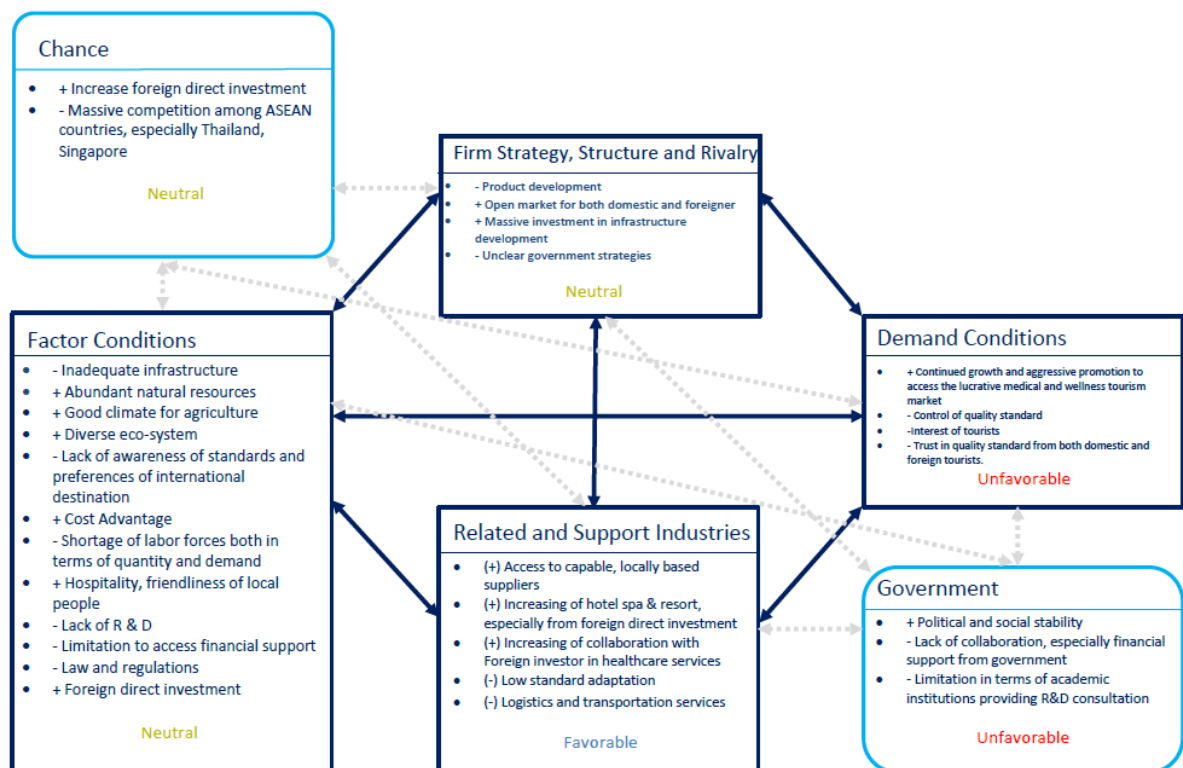 Chance
• + Increase foreign direct investment
• - Massive competition among ASEAN
countries, especially Thailand,
Singapore
Neutral
Firm Strategy, Structure and Rivalry
• - Product development
• + Open market for both domestic and foreigner
• + Massive investment in infrastructure
development
• - Unclear government strategies
Neutral
Factor Conditions
• - Inadequate infrastructure
• + Abundant natural resources
• + Good climate for agriculture
• + Diverse eco-system
• - Lack of awareness of standards and
preferences of international
destination
• + Cost Advantage
• - Shortage of labor forces both in
terms of quantity and demand
• + Hospitality, friendliness of local
people
• - Lack of R & D
• - Limitation to access financial support
• - Law and regulations
• + Foreign direct investment
Neutral
Demand Conditions
• + Continued growth and aggressive promotion to
access the lucrative medical and wellness tourism
market
• - Control of quality standard
• -Interest of tourists
• - Trust in quality standard from both domestic and
foreign tourists.
Unfavorable
Related and Support Industries
• (+) Access to capable, locally based
suppliers
• (+) Increasing of hotel spa & resort,
especially from foreign direct investment
• (+) Increasing of collaboration with
Foreign investor in healthcare services
• (-) Low standard adaptation
• (-) Logistics and transportation services
Favorable
Government
• + Political and social stability
• - Lack of collaboration, especially financial
support from government
• - Limitation in terms of academic
institutions providing R&D consultation
Unfavorable